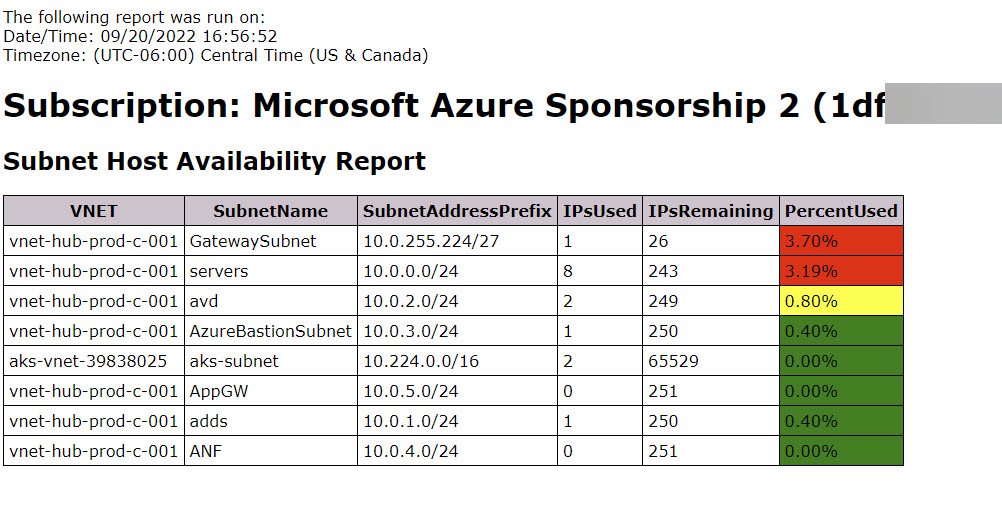 The following report was run on:
Date/Time: 09/20/2022 16:56:52
Timezone: (UTC-06:00) Central Time (US & Canada)
Subscription: Microsoft Azure Sponsorship 2 (1df
Subnet Host Availability Report
VNET SubnetName SubnetAddressPrefix IPsUsed IPsRemaining PercentUsed
vnet-hub-prod-c-001 GatewaySubnet 10.0.255.224/27 1 26 3.70%
vnet-hub-prod-c-001 servers 10.0.0.0/24 8 243 3.19%
vnet-hub-prod-c-001 avd 10.0.2.0/24 2 249 0.80%
vnet-hub-prod-c-001 AzureBastionSubnet 10.0.3.0/24 1 250 0.40%
aks-vnet-39838025 aks-subnet 10.224.0.0/16 2 65529 0.00%
vnet-hub-prod-c-001 AppGW 10.0.5.0/24 0 251 0.00%
vnet-hub-prod-c-001 adds 10.0.1.0/24 1 250 0.40%
vnet-hub-prod-c-001 ANF 10.0.4.0/24 0 251 0.00%